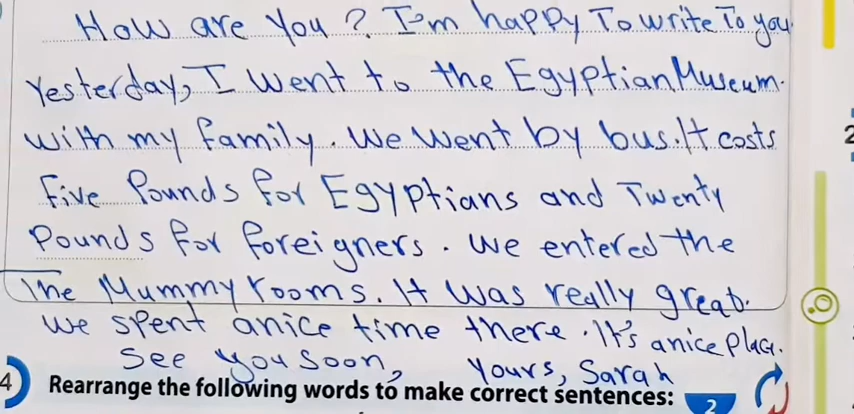 How are you? I'm happy To write To you.
Yesterday, I went to the Egyptian Museum.
with my family. We went by bus. It costs
Five Pounds for Egyptians and Twenty
Pounds for foreigners. we entered the
The Mummy rooms. It was really great.
we spent anice time there. It's anice place.
See you soon,
Yours, Sarah
4 Rearrange the following words to make correct sentences:
2
2